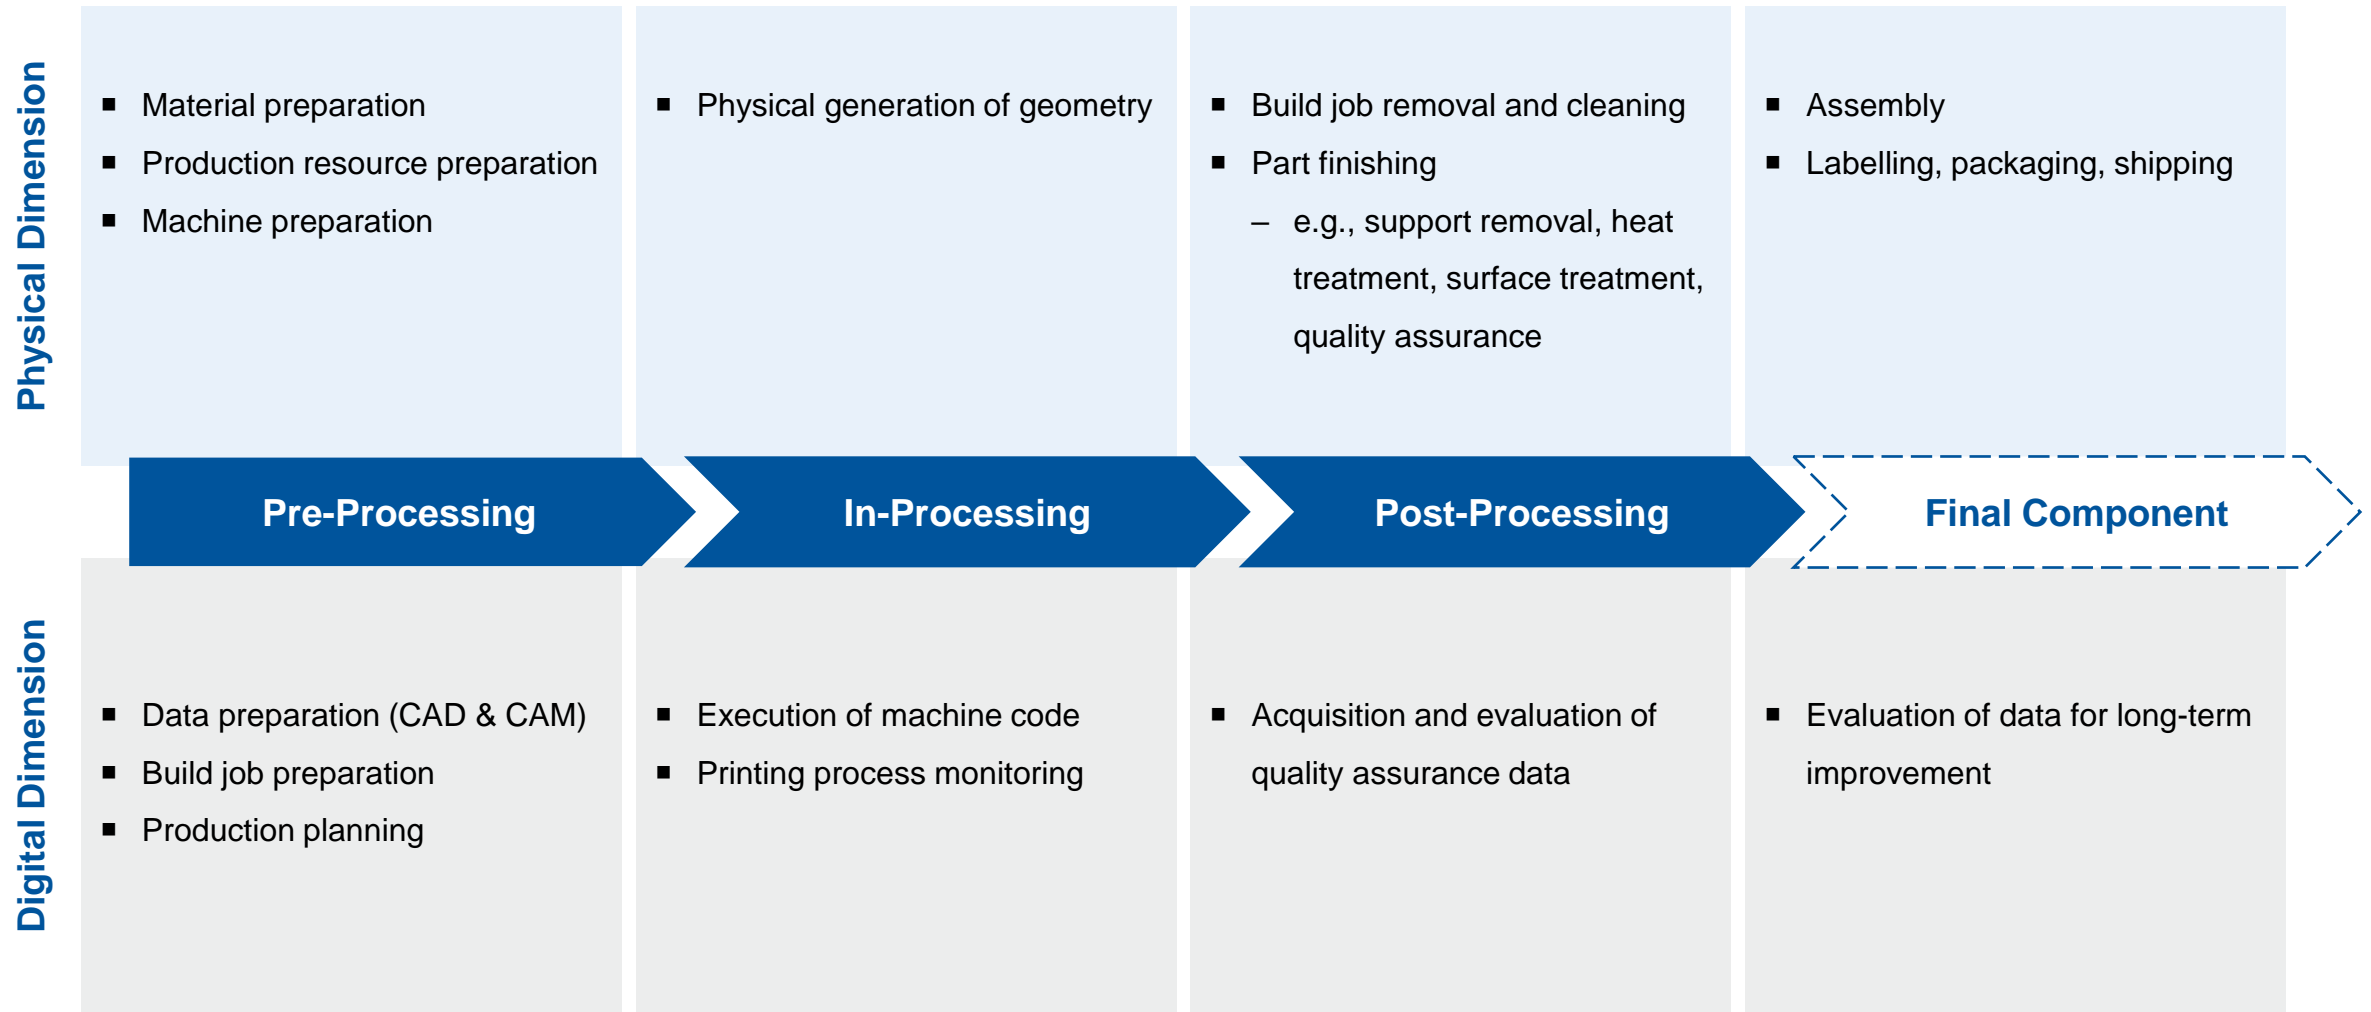 Physical Dimension
■ Material preparation
■ Production resource preparation
■ Machine preparation
■ Physical generation of geometry
■ Build job removal and cleaning
■ Part finishing
– e.g., support removal, heat
treatment, surface treatment,
quality assurance
■ Assembly
■ Labelling, packaging, shipping
Pre-Processing
In-Processing
Post-Processing
Final Component
Digital Dimension
■ Data preparation (CAD & CAM)
■ Build job preparation
■ Production planning
■ Execution of machine code
■ Printing process monitoring
■ Acquisition and evaluation of
quality assurance data
■ Evaluation of data for long-term
improvement